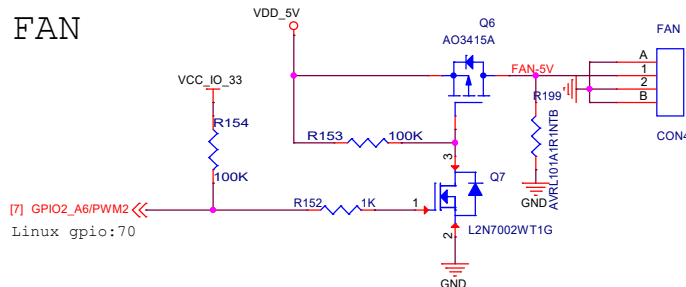 FAN
VDD_5V
Q6
AO3415A
FAN
VCC_IO_33
FAN-5V
A
1
2
B
CON4
R154
100K
R153
100K
R199
AVRL101A1R1NTB
3
Q7
[7] GPIO2_A6/PWM2
R152
1K
1
Linux gpio:70
L2N7002WT1G
2
GND
GND